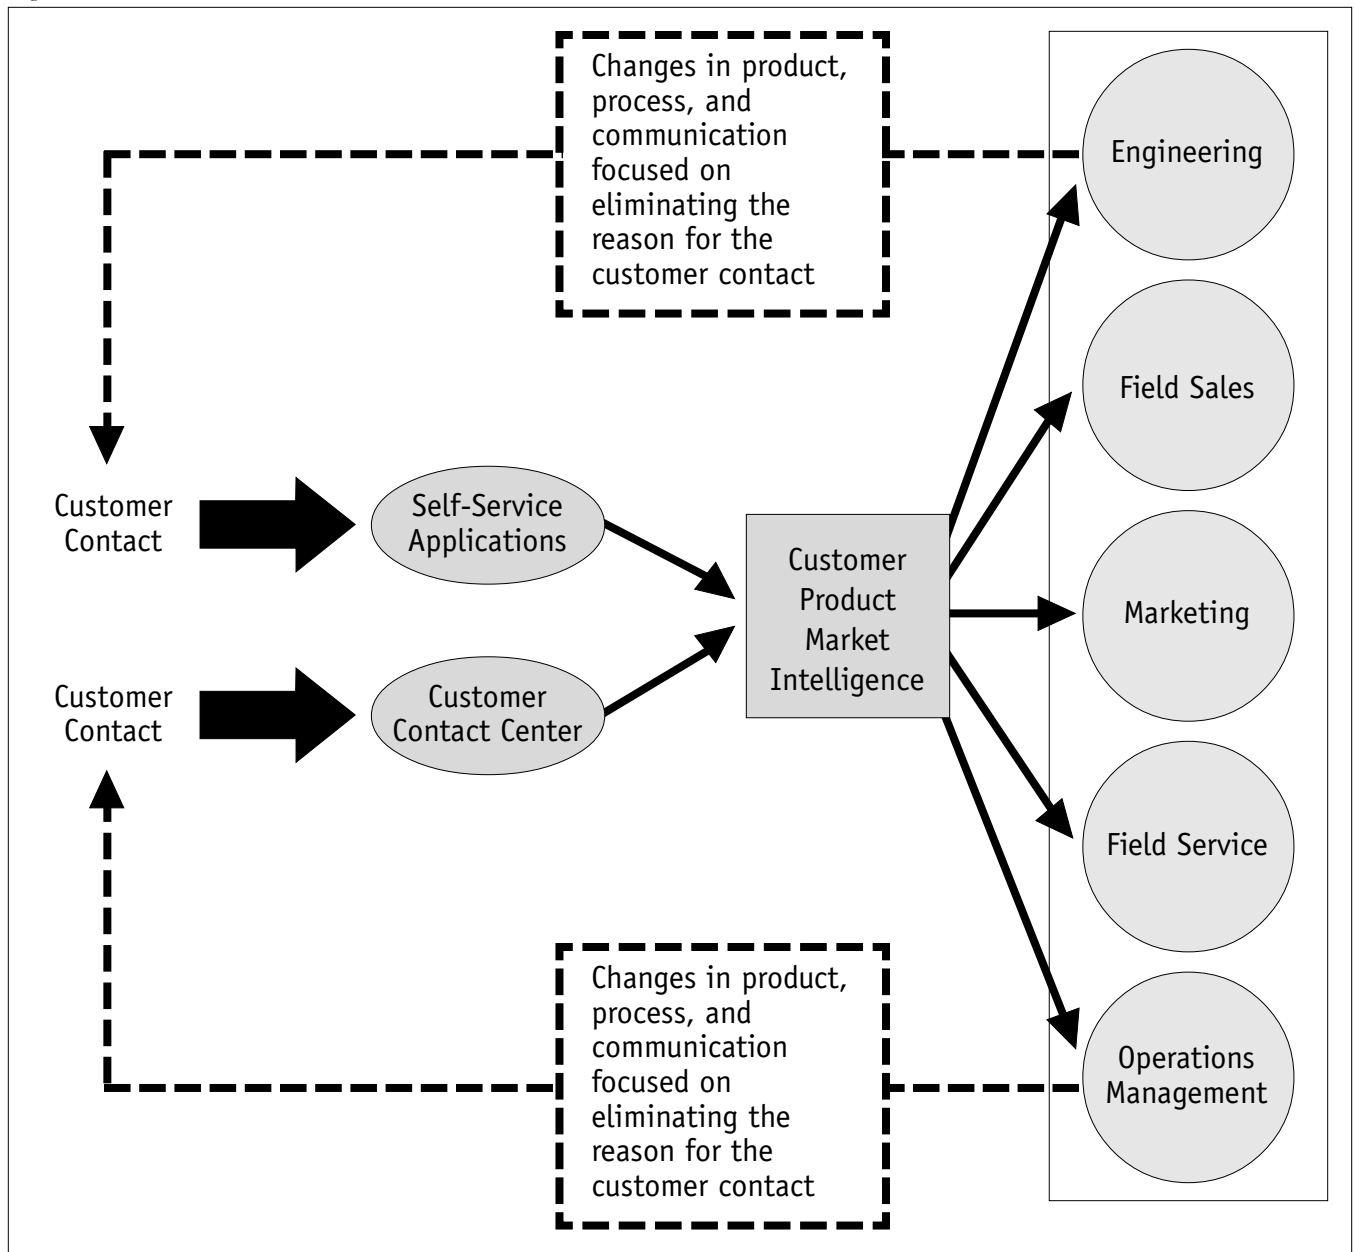 Changes in product,
process, and
communication
focused on
eliminating the
reason for the
customer contact
Engineering
Field Sales
Customer
Contact
Self-Service
Applications
Customer
Product
Market
Intelligence
Marketing
Customer
Contact
Customer
Contact Center
Field Service
Changes in product,
process, and
communication
focused on
eliminating the
reason for the
customer contact
Operations
Management